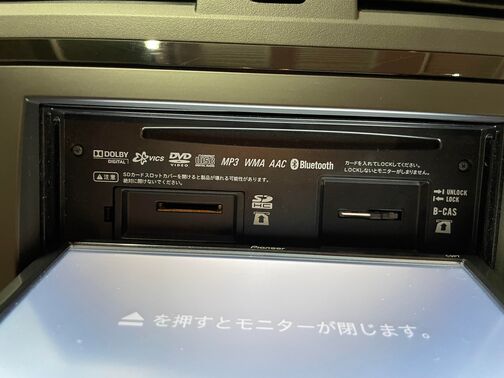 DOLBY DIGITAL VICS DVD VIDEO COMPACT disc MP3 WMA AAC Bluetooth
カードを入れてLOCKしてください。
LOCKしないとモニターがしまりません。
注意 SDカードスロットカバーを開けると製品が壊れる可能性があります。
絶対に開けないでください。
SD HC
UNLOCK
LOCK
B-CAS
Pioneer
を押すとモニターが閉じます。